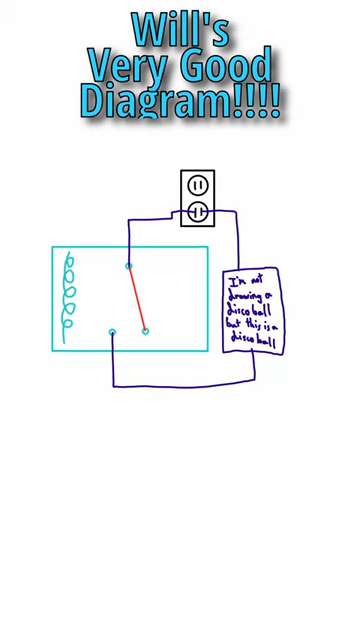 Will's
Very Good
Diagram!!!!
I'm not
drawing a
disco ball
but this is a
disco ball